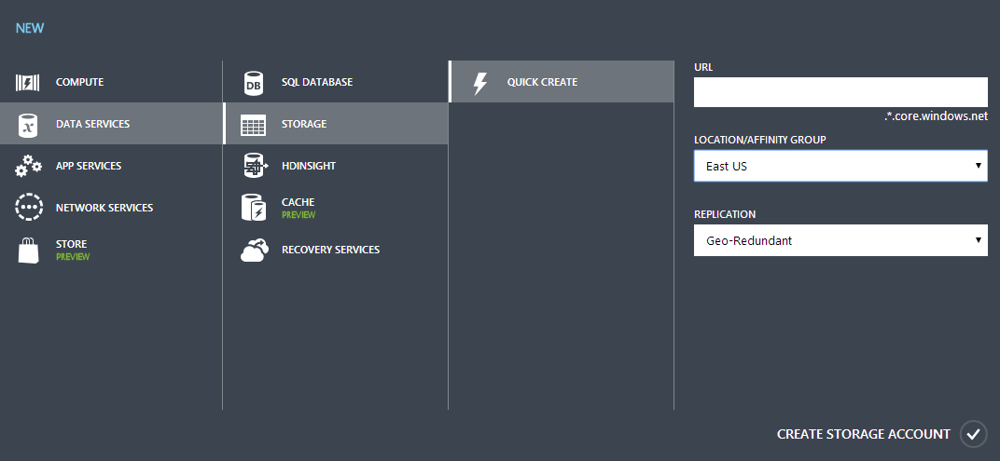 NEW
COMPUTE
DATA SERVICES
APP SERVICES
NETWORK SERVICES
STORE
PREVIEW
DB
SQL DATABASE
STORAGE
HDINSIGHT
CACHE
PREVIEW
RECOVERY SERVICES
QUICK CREATE
URL
.*.core.windows.net
LOCATION/AFFINITY GROUP
East US
REPLICATION
Geo-Redundant
CREATE STORAGE ACCOUNT